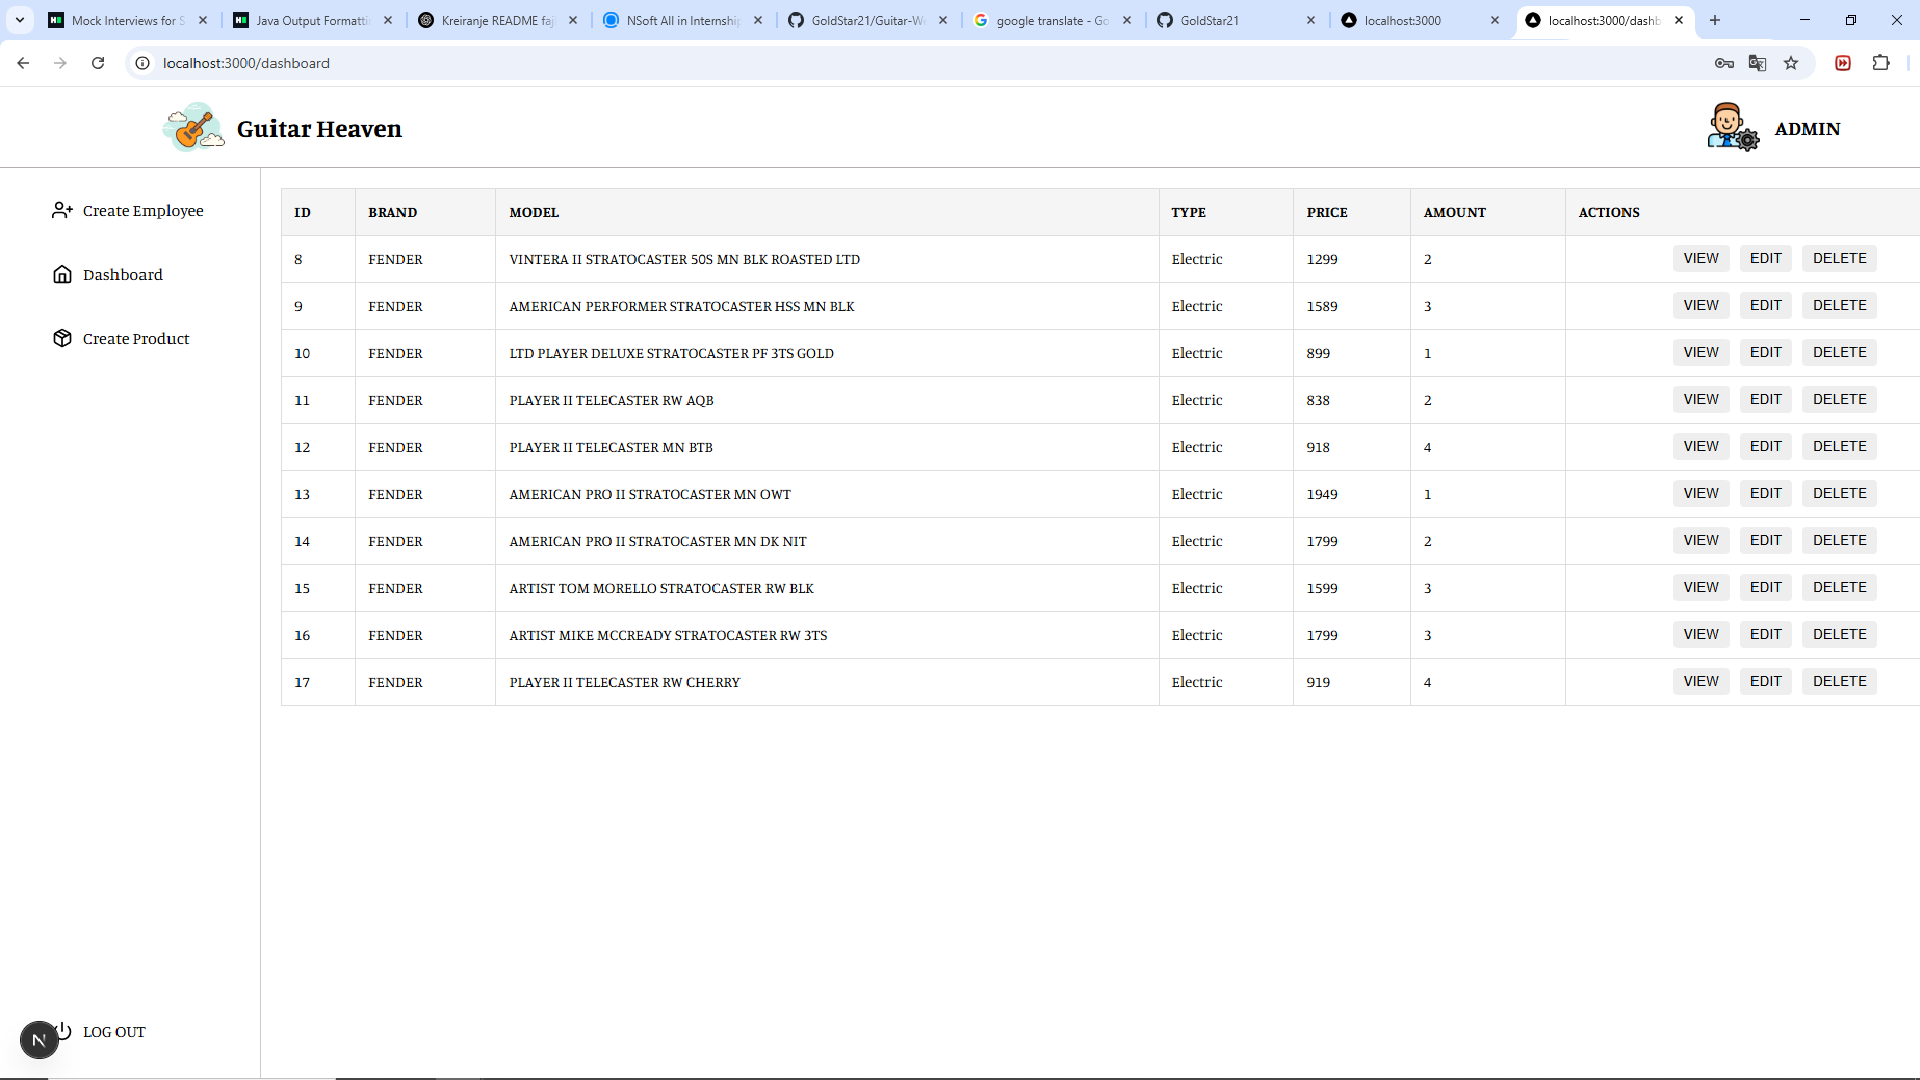 Mock Interviews for S
Java Output Formatti
Kreiranje README faj
NSoft All in Internship
GoldStar21/Guitar-We
google translate - Go
GoldStar21
localhost:3000
localhost:3000/dashb
localhost:3000/dashboard
Guitar Heaven
ADMIN
Create Employee
Dashboard
Create Product
LOG OUT
N
ID BRAND MODEL TYPE PRICE AMOUNT ACTIONS
8 FENDER VINTERA II STRATOCASTER 50S MN BLK ROASTED LTD Electric 1299 2 VIEW EDIT DELETE
9 FENDER AMERICAN PERFORMER STRATOCASTER HSS MN BLK Electric 1589 3 VIEW EDIT DELETE
10 FENDER LTD PLAYER DELUXE STRATOCASTER PF 3TS GOLD Electric 899 1 VIEW EDIT DELETE
11 FENDER PLAYER II TELECASTER RW AQB Electric 838 2 VIEW EDIT DELETE
12 FENDER PLAYER II TELECASTER MN BTB Electric 918 4 VIEW EDIT DELETE
13 FENDER AMERICAN PRO II STRATOCASTER MN OWT Electric 1949 1 VIEW EDIT DELETE
14 FENDER AMERICAN PRO II STRATOCASTER MN DK NIT Electric 1799 2 VIEW EDIT DELETE
15 FENDER ARTIST TOM MORELLO STRATOCASTER RW BLK Electric 1599 3 VIEW EDIT DELETE
16 FENDER ARTIST MIKE MCCREADY STRATOCASTER RW 3TS Electric 1799 3 VIEW EDIT DELETE
17 FENDER PLAYER II TELECASTER RW CHERRY Electric 919 4 VIEW EDIT DELETE